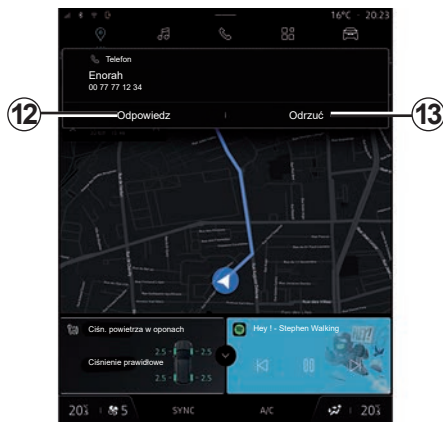 16°C 20:23
Telefon
Enorah
00 77 77 12 34
12 Odpowiedz Odrzuć 13
Ciśn. powietrza w oponach
Hey ! - Stephen Walking
2.5 2.5
Ciśnienie prawidłowe
2.5 2.5
20 5 SYNC A/C 20